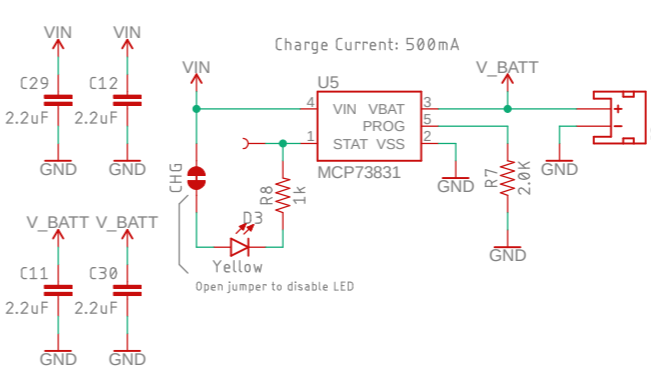 Charge Current: 500mA
VIN VIN
C29 C12
2.2uF 2.2uF
GND GND
VIN
U5
V_BATT
4 VIN VBAT 3
PROG 5
1 STAT VSS 2
MCP73831
+
-
CHG
R8
1k
GND
R7
2.0K
GND
GND
D3
Yellow
Open jumper to disable LED
V_BATT V_BATT
C11 C30
2.2uF 2.2uF
GND GND